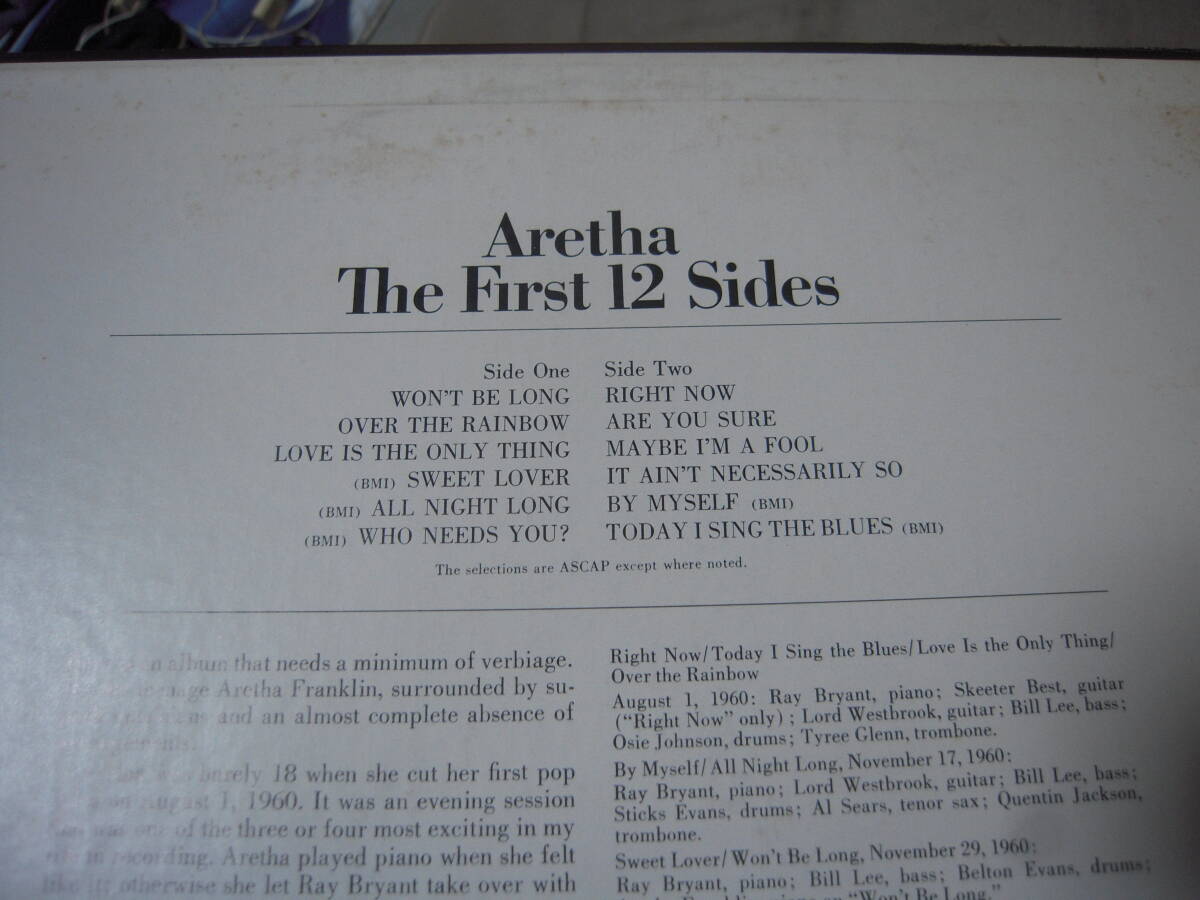 Aretha
The First 12 Sides
Side One
WON'T BE LONG
OVER THE RAINBOW
LOVE IS THE ONLY THING
(BMI) SWEET LOVER
(BMI) ALL NIGHT LONG
(BMI) WHO NEEDS YOU?
Side Two
RIGHT NOW
ARE YOU SURE
MAYBE I'M A FOOL
IT AIN'T NECESSARILY SO
BY MYSELF (BMI)
TODAY I SING THE BLUES (BMI)
The selections are ASCAP except where noted.
album that needs a minimum of verbiage.
Aretha Franklin, surrounded by su-
and an almost complete absence of
barely 18 when she cut her first pop
on August 1, 1960. It was an evening session
was one of the three or four most exciting in my
in recording. Aretha played piano when she felt
like it; otherwise she let Ray Bryant take over with
Right Now/Today I Sing the Blues/Love Is the Only Thing/
Over the Rainbow
August 1, 1960: Ray Bryant, piano; Skeeter Best, guitar
("Right Now" only); Lord Westbrook, guitar; Bill Lee, bass;
Osie Johnson, drums; Tyree Glenn, trombone.
By Myself/All Night Long, November 17, 1960:
Ray Bryant, piano; Lord Westbrook, guitar; Bill Lee, bass;
Sticks Evans, drums; Al Sears, tenor sax; Quentin Jackson,
trombone.
Sweet Lover/Won't Be Long, November 29, 1960:
Ray Bryant, piano; Bill Lee, bass; Belton Evans, drums;
"Won't Be Long."